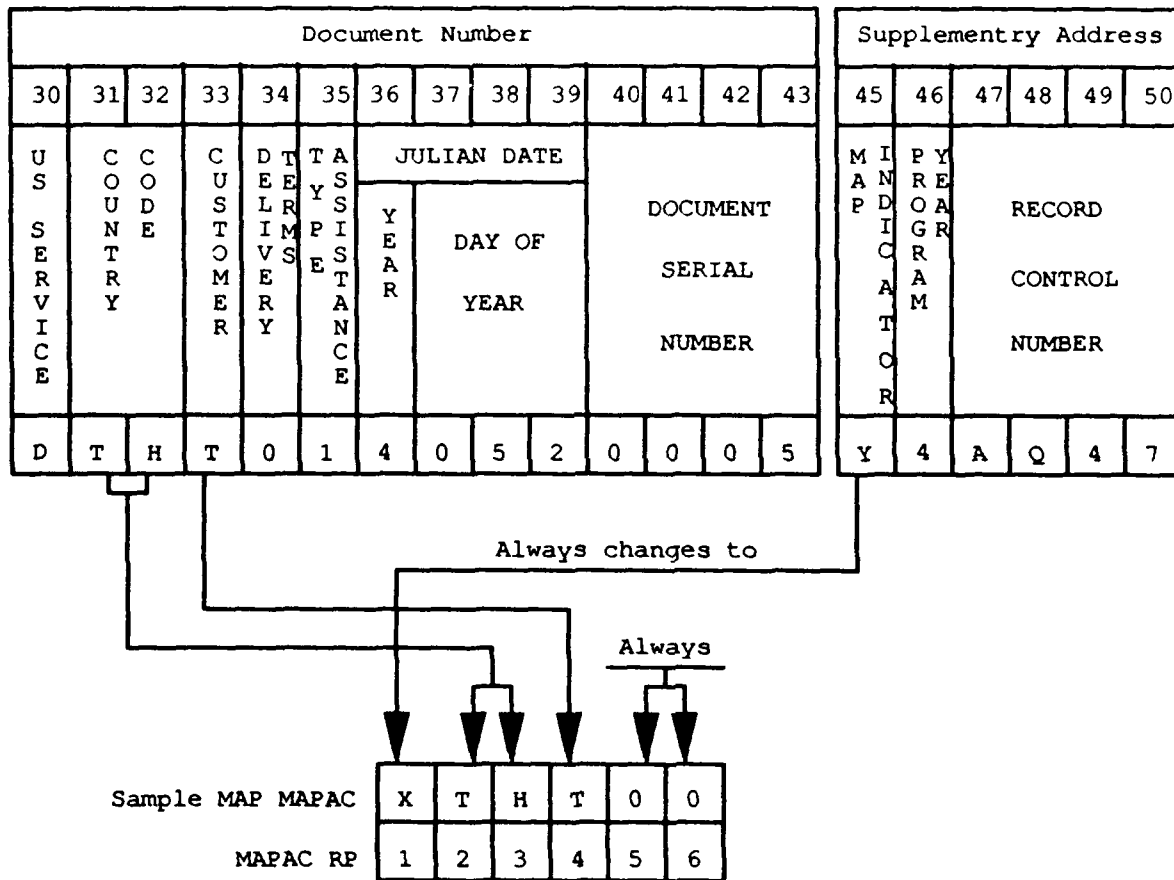 Document Number
Supplementry Address
30 31 32 33 34 35 36 37 38 39 40 41 42 43
45 46 47 48 49 50
US SERVICE
COUNTRY CODE
CUSTOMER
DELIVERY TERMS
TYPE ASSISTANCE
JULIAN DATE
YEAR
DAY OF
YEAR
DOCUMENT
SERIAL
NUMBER
MAP INDICATOR
PROGRAM YEAR
RECORD
CONTROL
NUMBER
D T H T 0 1 4 0 5 2 0 0 0 5
Y 4 A Q 4 7
Always changes to
Always
Sample MAP MAPAC X T H T 0 0
MAPAC RP 1 2 3 4 5 6